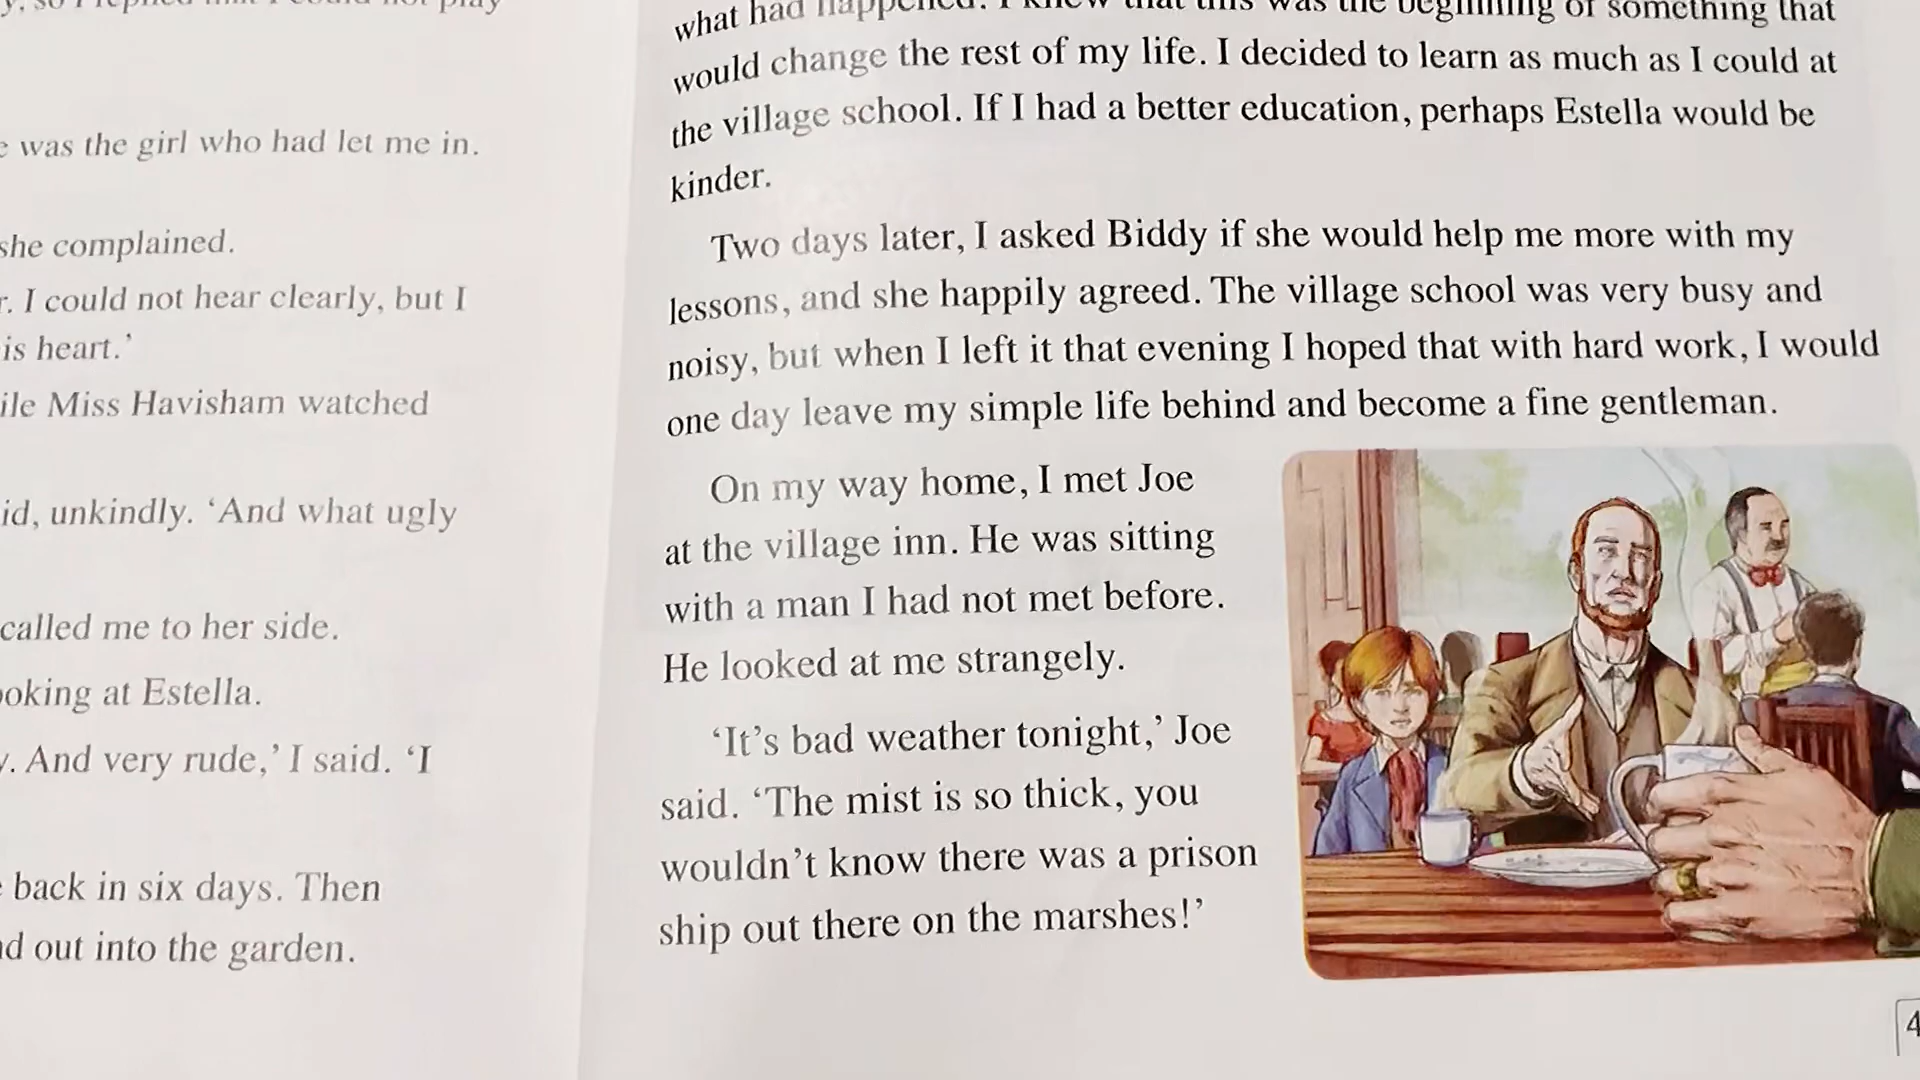 was the girl who had let me in.
she complained.
I could not hear clearly, but I
is heart.’
Miss Havisham watched
unkindly. ‘And what ugly
called me to her side.
at Estella.
And very rude,’ I said. ‘I
back in six days. Then
out into the garden.
what had happened. I knew that this was the beginning of something that
would change the rest of my life. I decided to learn as much as I could at
the village school. If I had a better education, perhaps Estella would be
kinder.
Two days later, I asked Biddy if she would help me more with my
lessons, and she happily agreed. The village school was very busy and
noisy, but when I left it that evening I hoped that with hard work, I would
one day leave my simple life behind and become a fine gentleman.
On my way home, I met Joe
at the village inn. He was sitting
with a man I had not met before.
He looked at me strangely.
‘It’s bad weather tonight,’ Joe
said. ‘The mist is so thick, you
wouldn’t know there was a prison
ship out there on the marshes!’
4